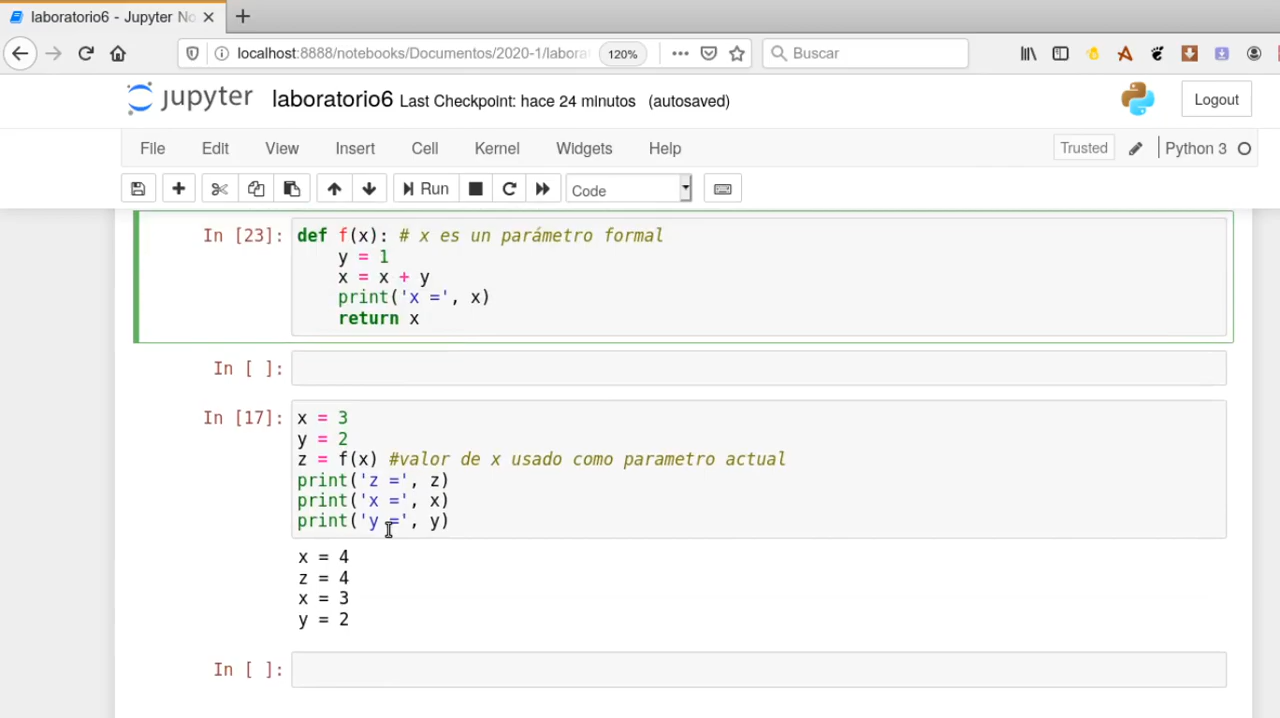 laboratorio6 - Jupyter No
localhost:8888/notebooks/Documentos/2020-1/labora
120%
Buscar
jupyter laboratorio6 Last Checkpoint: hace 24 minutos (autosaved)
Logout
File Edit View Insert Cell Kernel Widgets Help
Trusted
Python 3
Run
Code
In [23]: def f(x): # x es un parámetro formal
y = 1
x = x + y
print('x =', x)
return x
In [ ]:
In [17]: x = 3
y = 2
z = f(x) #valor de x usado como parametro actual
print('z =', z)
print('x =', x)
print('y =', y)
x = 4
z = 4
x = 3
y = 2
In [ ]: